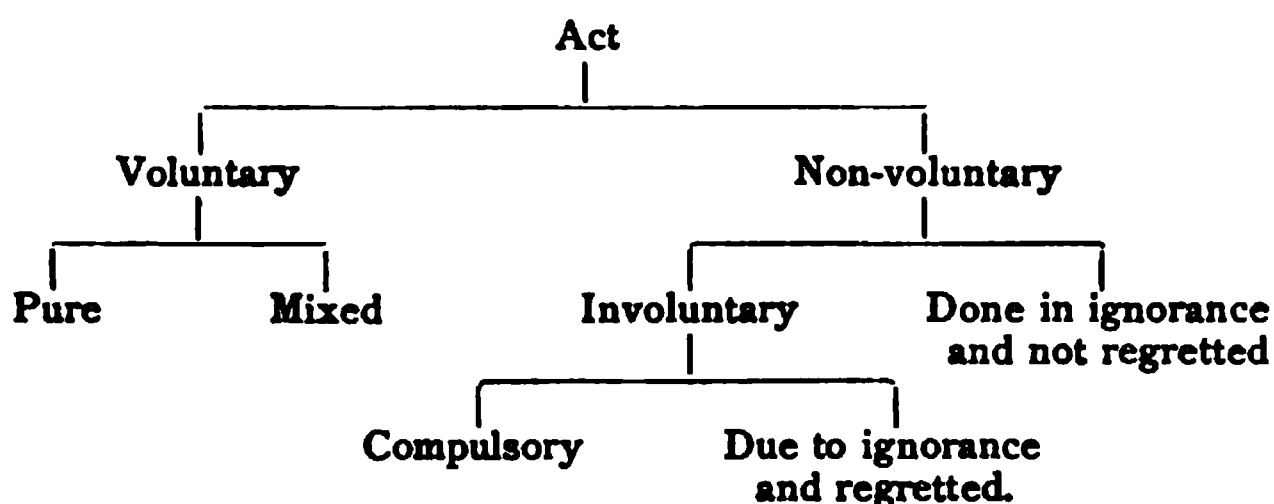 Act
Voluntary Non-voluntary
Pure Mixed Involuntary Done in ignorance
and not regretted
Compulsory Due to ignorance
and regretted.